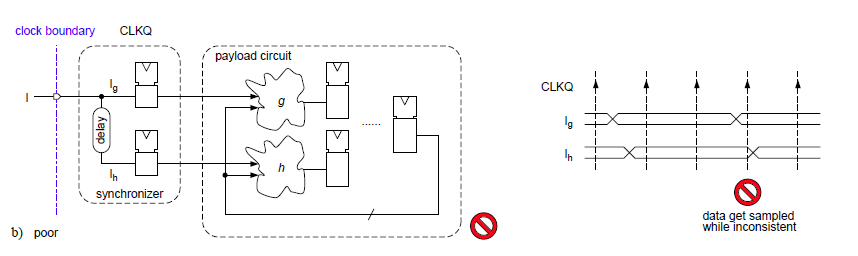 clock boundary
CLKQ
payload circuit
I
Ig
g
delay
......
h
Ih
synchronizer
b) poor
CLKQ
Ig
Ih
data get sampled
while inconsistent